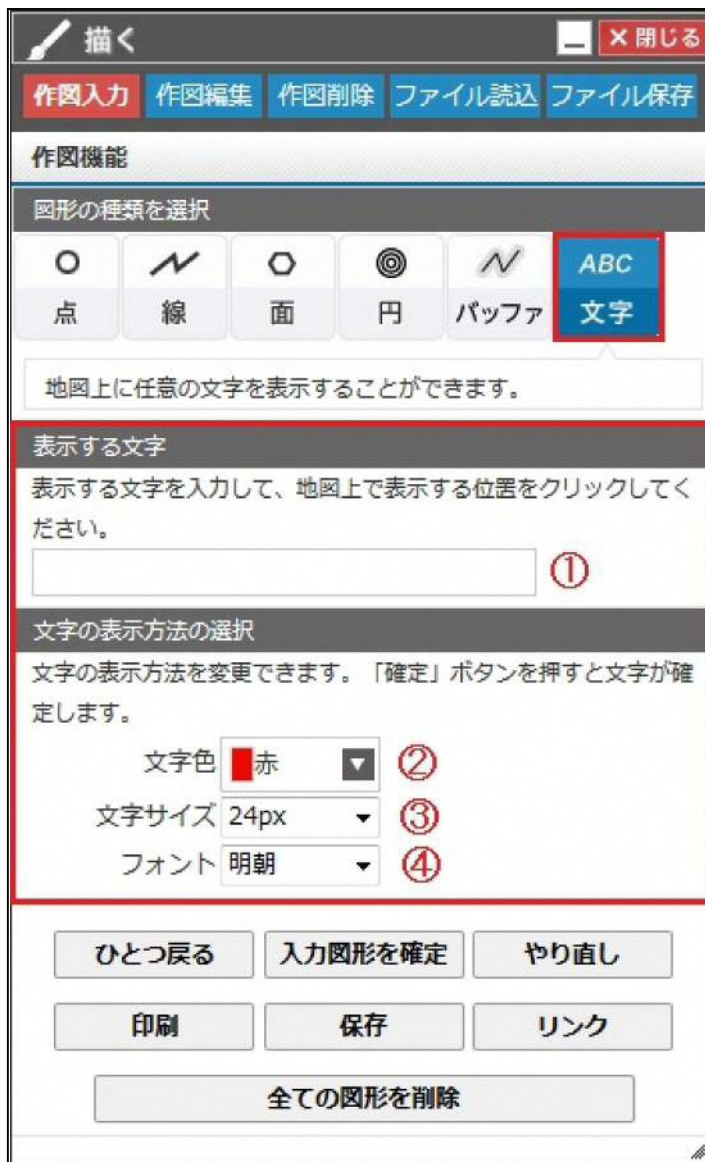 描く
× 閉じる
作図入力 作図編集 作図削除 ファイル読込 ファイル保存
作図機能
図形の種類を選択
ABC
点 線 面 円 バッファ 文字
地図上に任意の文字を表示することができます。
表示する文字
表示する文字を入力して、地図上で表示する位置をクリックしてく
ださい。
①
文字の表示方法の選択
文字の表示方法を変更できます。「確定」ボタンを押すと文字が確
定します。
文字色 赤 ②
文字サイズ 24px ③
フォント 明朝 ④
ひとつ戻る 入力図形を確定 やり直し
印刷 保存 リンク
全ての図形を削除